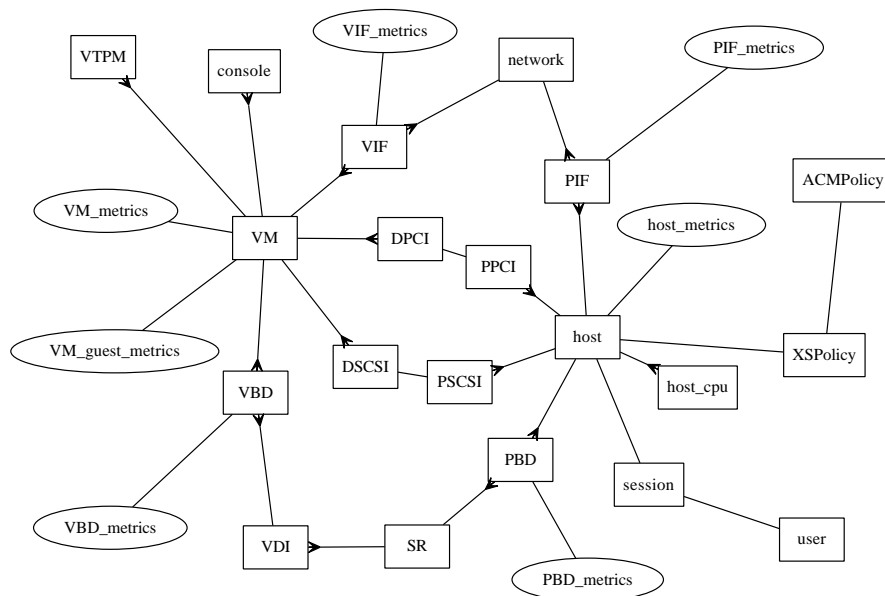 VIF_metrics
PIF_metrics
VTPM
console
network
VIF
PIF
ACMPolicy
VM_metrics
host_metrics
VM
DPCI
PPCI
host
VM_guest_metrics
DSCSI
XSPolicy
VBD
PSCSI
host_cpu
PBD
session
VBD_metrics
VDI
SR
user
PBD_metrics